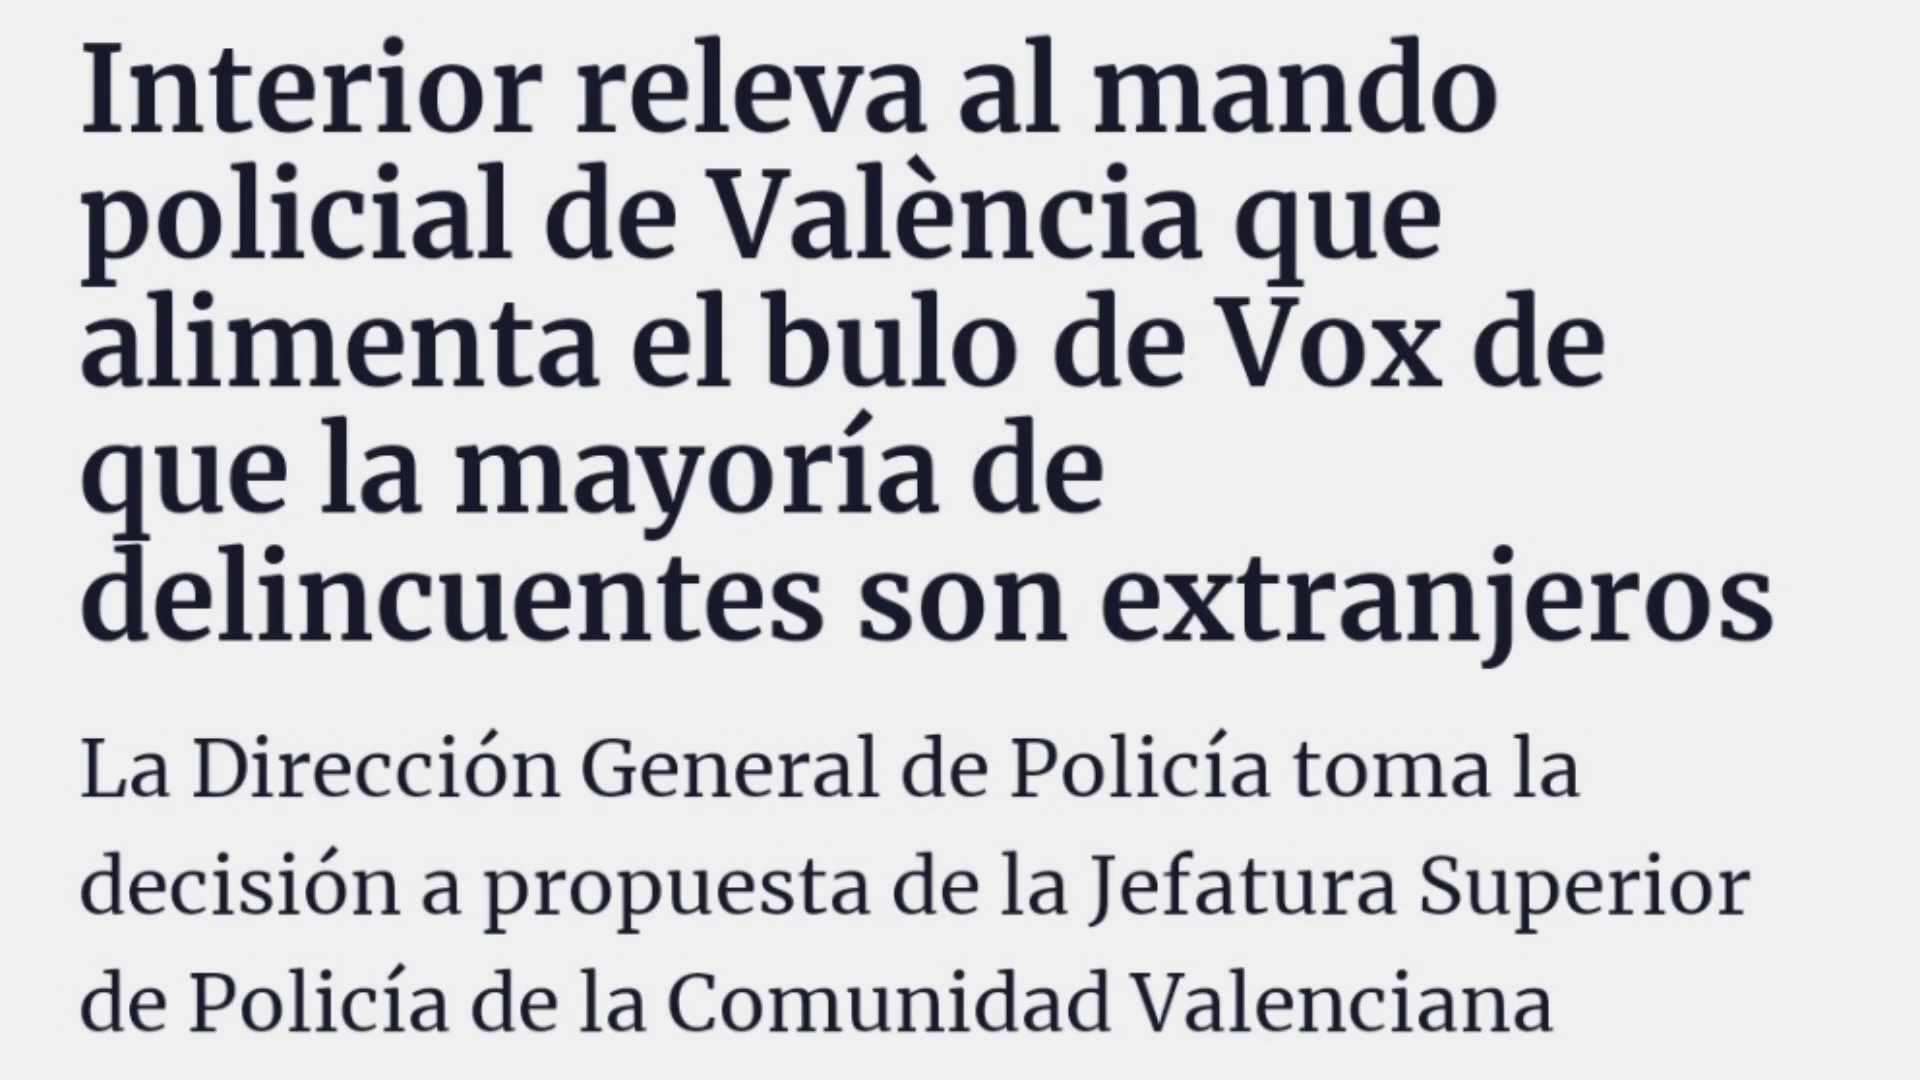 Interior releva al mando
policial de València que
alimenta el bulo de Vox de
que la mayoría de
delincuentes son extranjeros
La Dirección General de Policía toma la
decisión a propuesta de la Jefatura Superior
de Policía de la Comunidad Valenciana